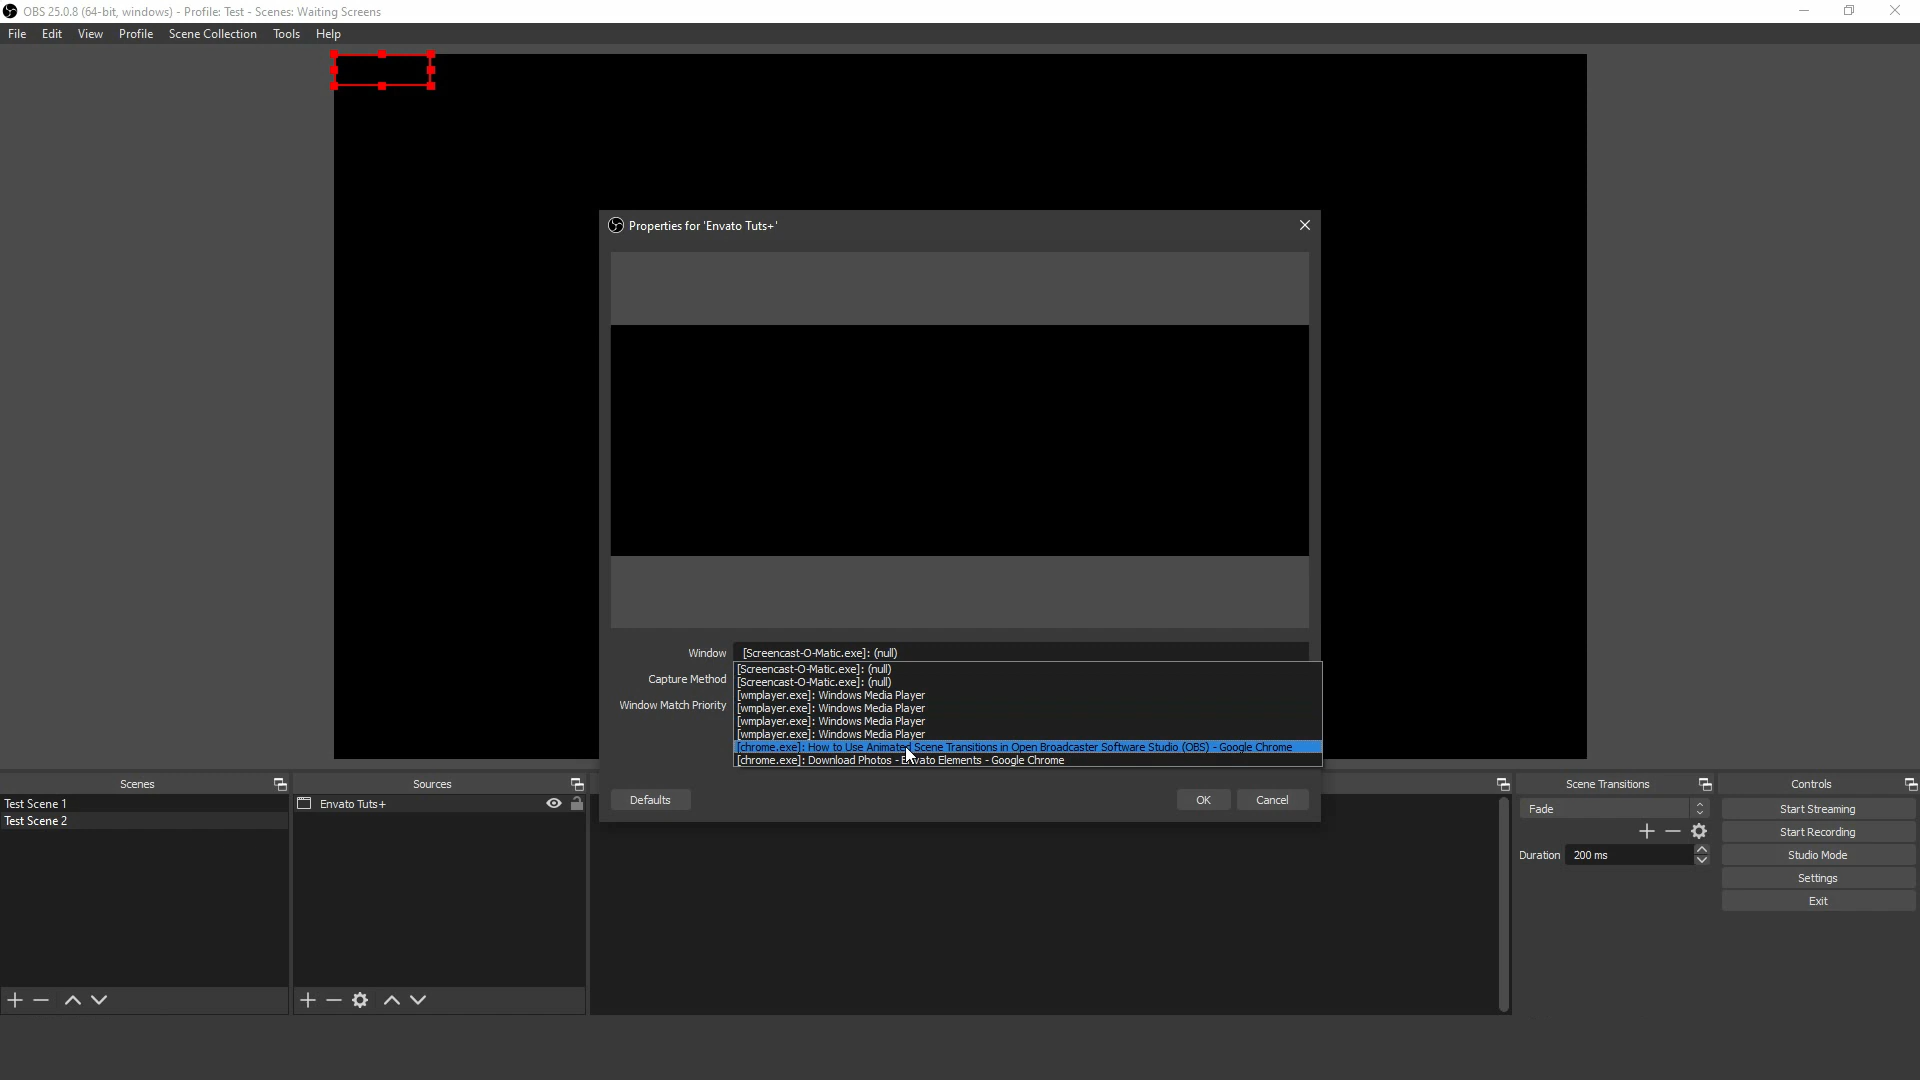 OBS 25.0.8 (64-bit, windows) - Profile: Test - Scenes: Waiting Screens
File Edit View Profile Scene Collection Tools Help
Properties for 'Envato Tuts+'
Window [Screencast-O-Matic.exe]: (null)
[Screencast-O-Matic.exe]: (null)
Capture Method [Screencast-O-Matic.exe]: (null)
[wmplayer.exe]: Windows Media Player
Window Match Priority [wmplayer.exe]: Windows Media Player
[wmplayer.exe]: Windows Media Player
[wmplayer.exe]: Windows Media Player
[chrome.exe]: How to Use Animated Scene Transitions in Open Broadcaster Software Studio (OBS) - Google Chrome
[chrome.exe]: Download Photos - Envato Elements - Google Chrome
Defaults OK Cancel
Scenes Sources Scene Transitions Controls
Test Scene 1 Envato Tuts+ Fade Start Streaming
Test Scene 2 Start Recording
Duration 200 ms Studio Mode
Settings
Exit